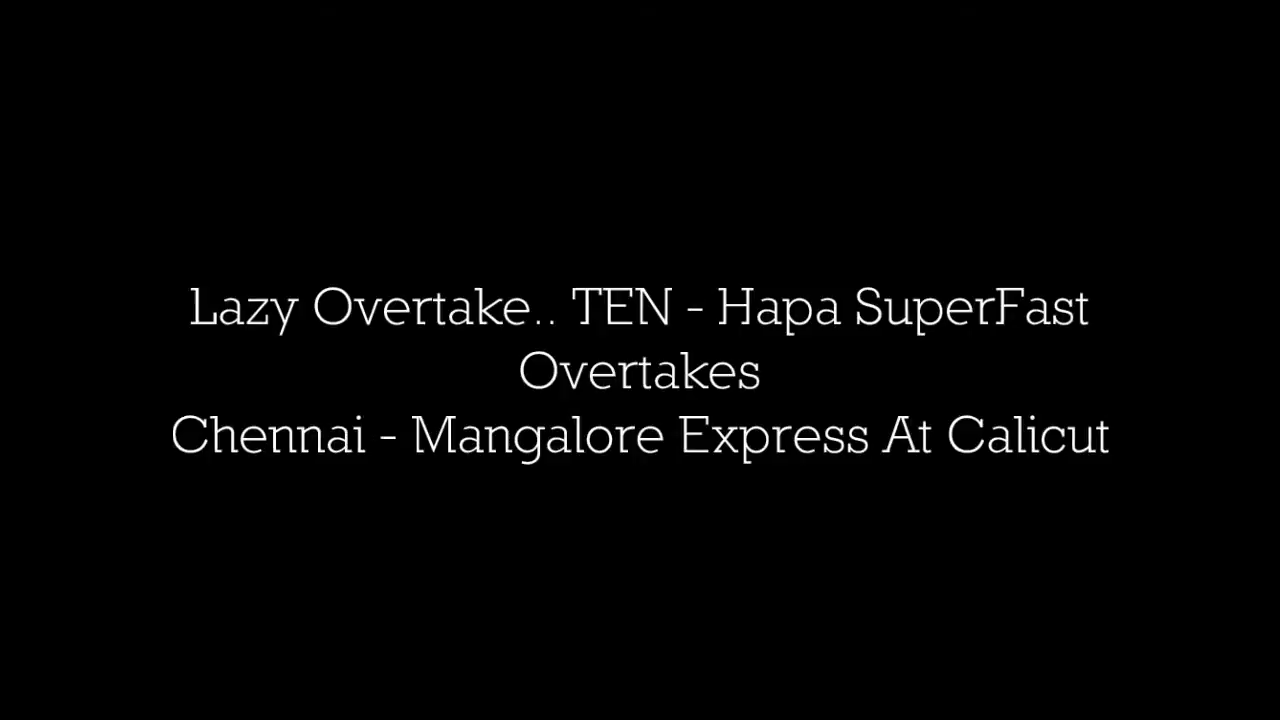 Lazy Overtake.. TEN - Hapa SuperFast
Overtakes
Chennai - Mangalore Express At Calicut